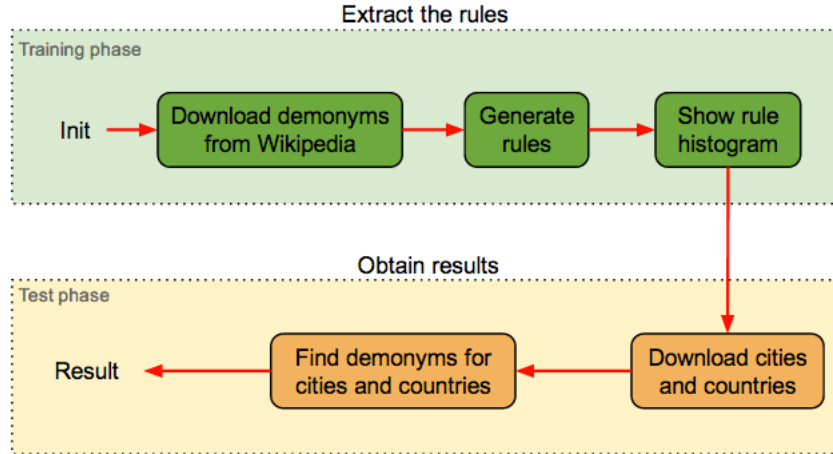 Extract the rules
Training phase
Init
Download demonyms
from Wikipedia
Generate
rules
Show rule
histogram
Obtain results
Test phase
Result
Find demonyms for
cities and countries
Download cities
and countries